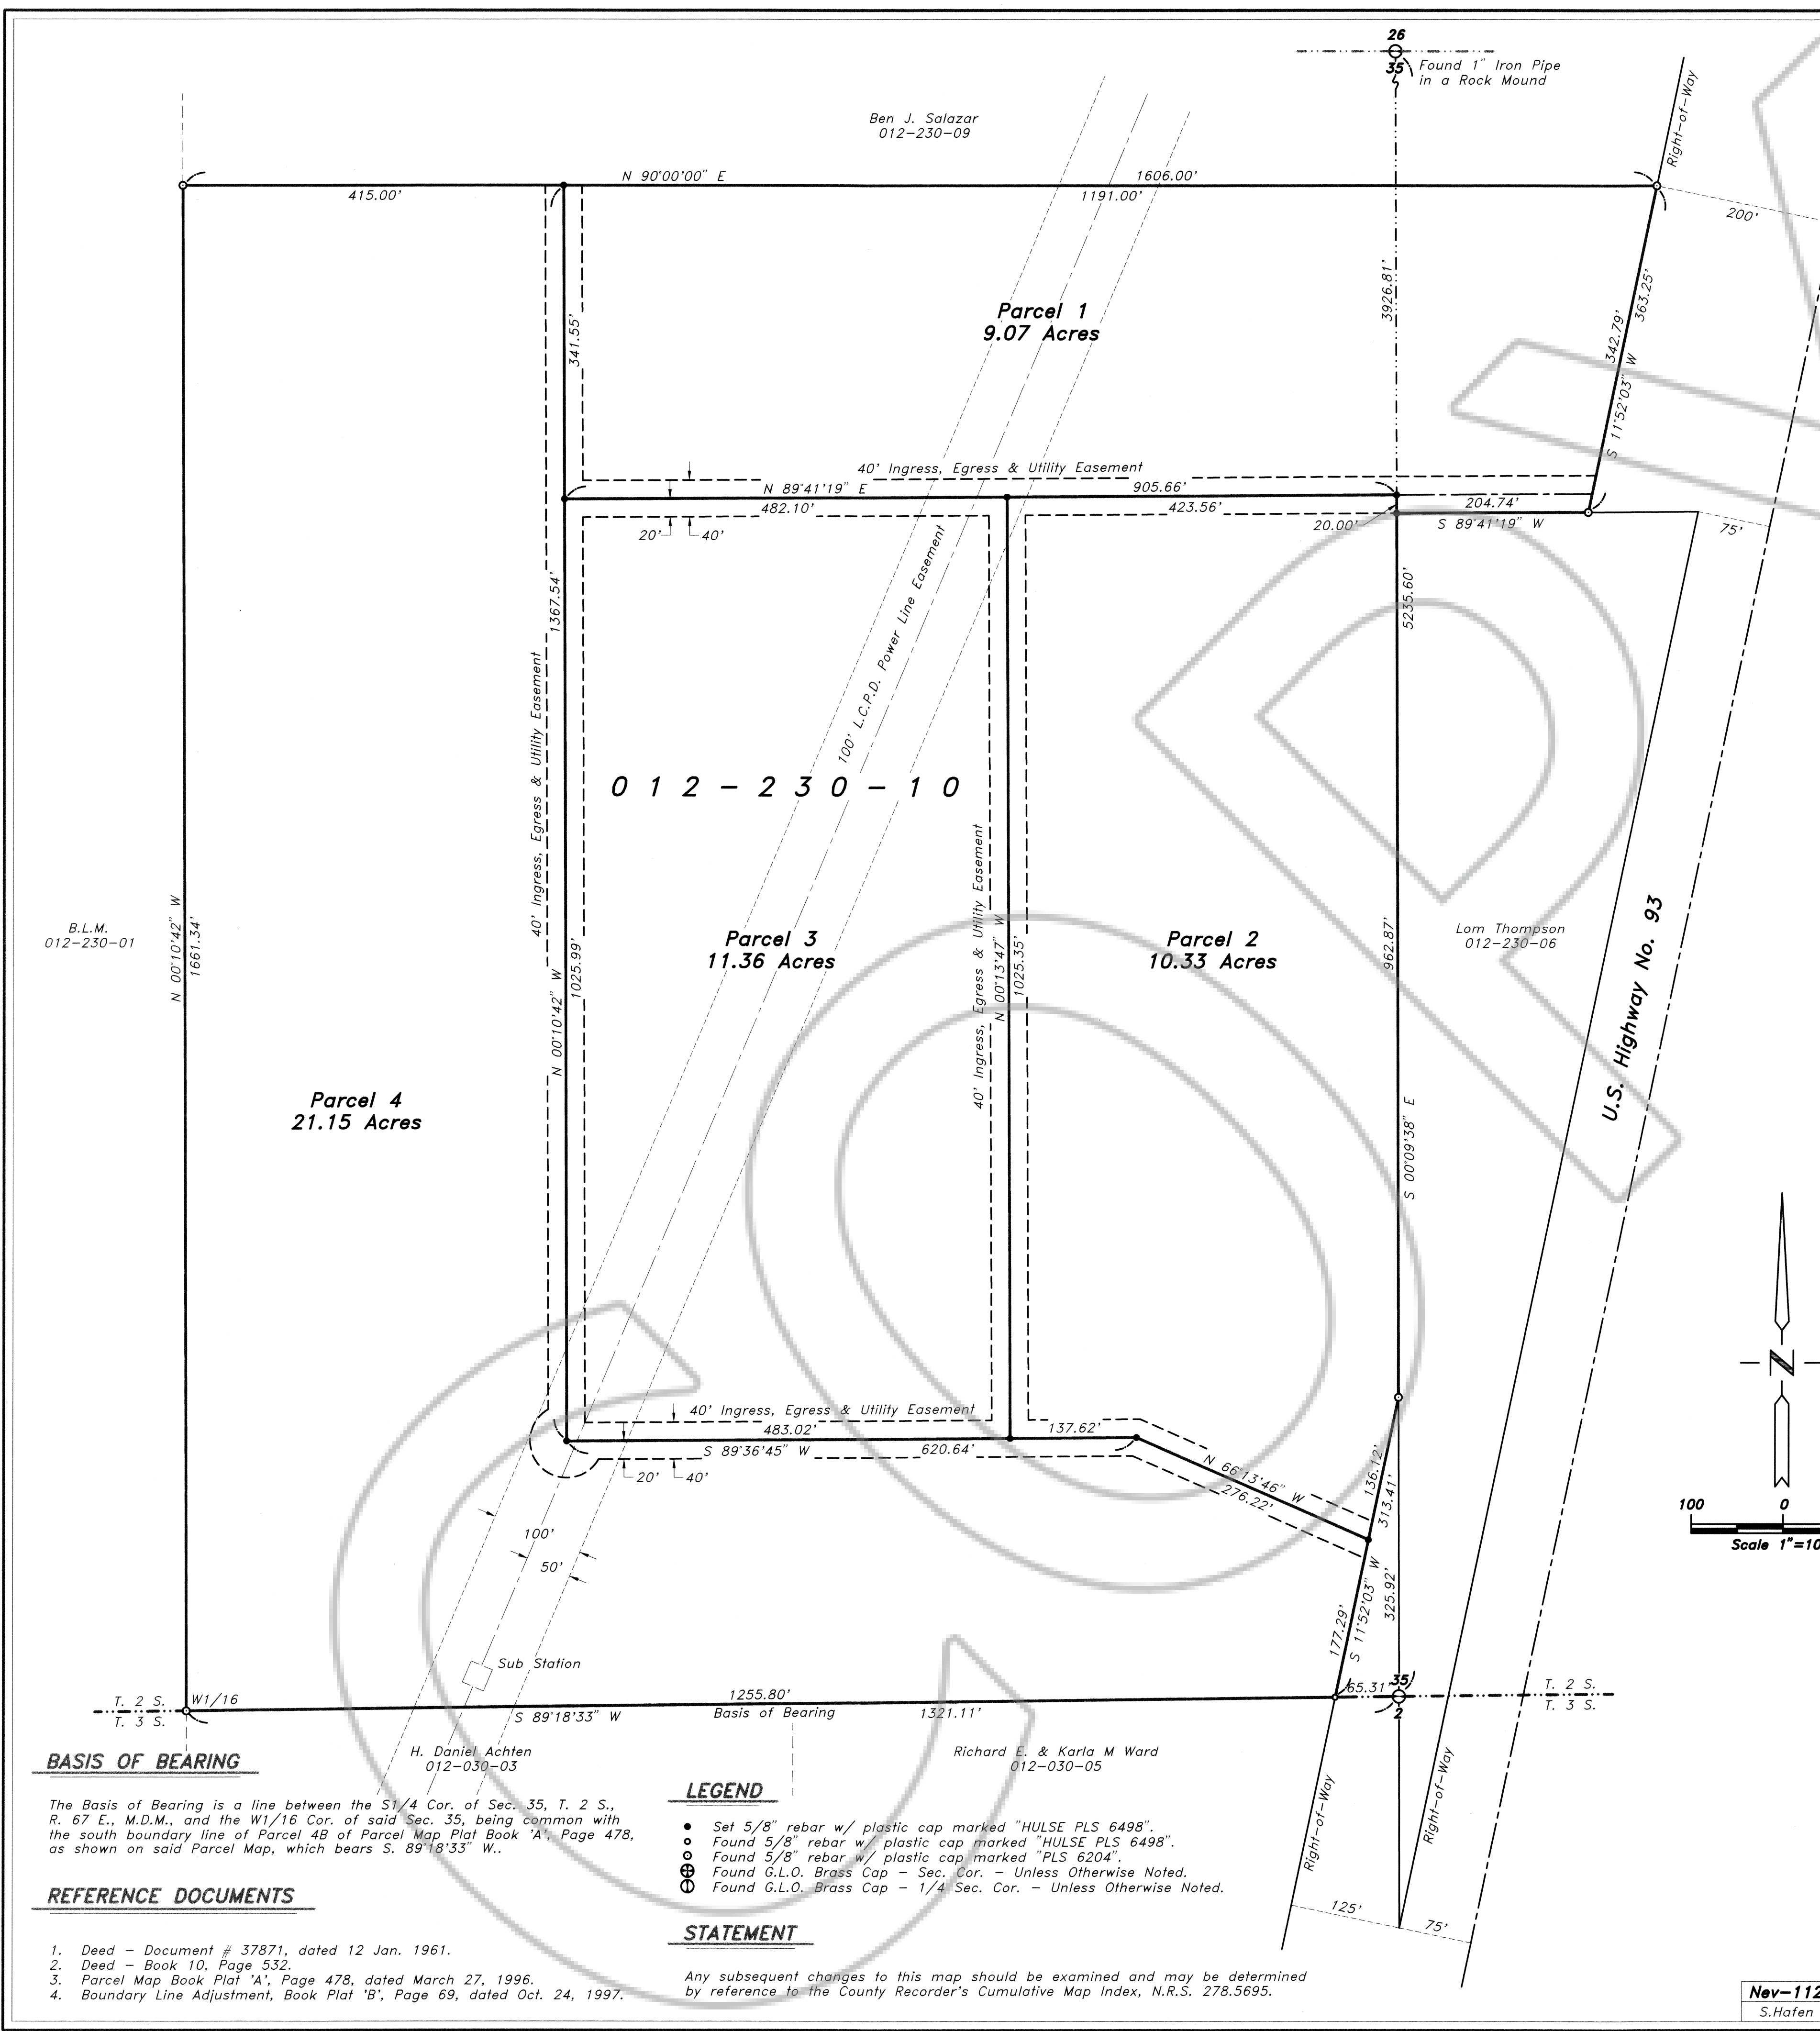 26
35
Found 1" Iron Pipe
in a Rock Mound
Right-of-Way
Ben J. Salazar
012-230-09
N 90°00'00" E
1606.00'
415.00'
1191.00'
200'
3926.81'
363.25'
342.79'
S 11°52'03" W
341.55'
Parcel 1
9.07 Acres
40' Ingress, Egress & Utility Easement
N 89°41'19" E
905.66'
482.10'
423.56'
204.74'
20.00'
S 89°41'19" W
75'
20'
40'
1367.54'
5235.60'
40' Ingress, Egress & Utility Easement
100' L.C.P.D. Power Line Easement
012-230-10
40' Ingress, Egress & Utility Easement
B.L.M.
012-230-01
N 00°10'42" W
1661.34'
N 00°10'42" W
1025.99'
Parcel 3
11.36 Acres
N 00°13'47" W
1025.35'
Parcel 2
10.33 Acres
962.87'
Lom Thompson
012-230-06
U.S. Highway No. 93
Parcel 4
21.15 Acres
S 00°09'38" E
N
40' Ingress, Egress & Utility Easement
483.02'
137.62'
S 89°36'45" W
620.64'
20'
40'
N 66°13'46" W
276.22'
136.12'
313.41'
100
0
Scale 1"=10
100'
50'
177.29'
S 11°52'03" W
325.92'
Sub Station
T. 2 S.
T. 3 S.
W1/16
1255.80'
S 89°18'33" W
Basis of Bearing
1321.11'
65.31'
35
2
T. 2 S.
T. 3 S.
H. Daniel Achten
012-030-03
Richard E. & Karla M Ward
012-030-05
Right-of-Way
Right-of-Way
125'
75'
BASIS OF BEARING
The Basis of Bearing is a line between the S1/4 Cor. of Sec. 35, T. 2 S.,
R. 67 E., M.D.M., and the W1/16 Cor. of said Sec. 35, being common with
the south boundary line of Parcel 4B of Parcel Map Plat Book 'A', Page 478,
as shown on said Parcel Map, which bears S. 89°18'33" W..
REFERENCE DOCUMENTS
1. Deed - Document # 37871, dated 12 Jan. 1961.
2. Deed - Book 10, Page 532.
3. Parcel Map Book Plat 'A', Page 478, dated March 27, 1996.
4. Boundary Line Adjustment, Book Plat 'B', Page 69, dated Oct. 24, 1997.
LEGEND
Set 5/8" rebar w/ plastic cap marked "HULSE PLS 6498".
Found 5/8" rebar w/ plastic cap marked "HULSE PLS 6498".
Found 5/8" rebar w/ plastic cap marked "PLS 6204".
Found G.L.O. Brass Cap - Sec. Cor. - Unless Otherwise Noted.
Found G.L.O. Brass Cap - 1/4 Sec. Cor. - Unless Otherwise Noted.
STATEMENT
Any subsequent changes to this map should be examined and may be determined
by reference to the County Recorder's Cumulative Map Index, N.R.S. 278.5695.
Nev-112
S.Hafen
COP